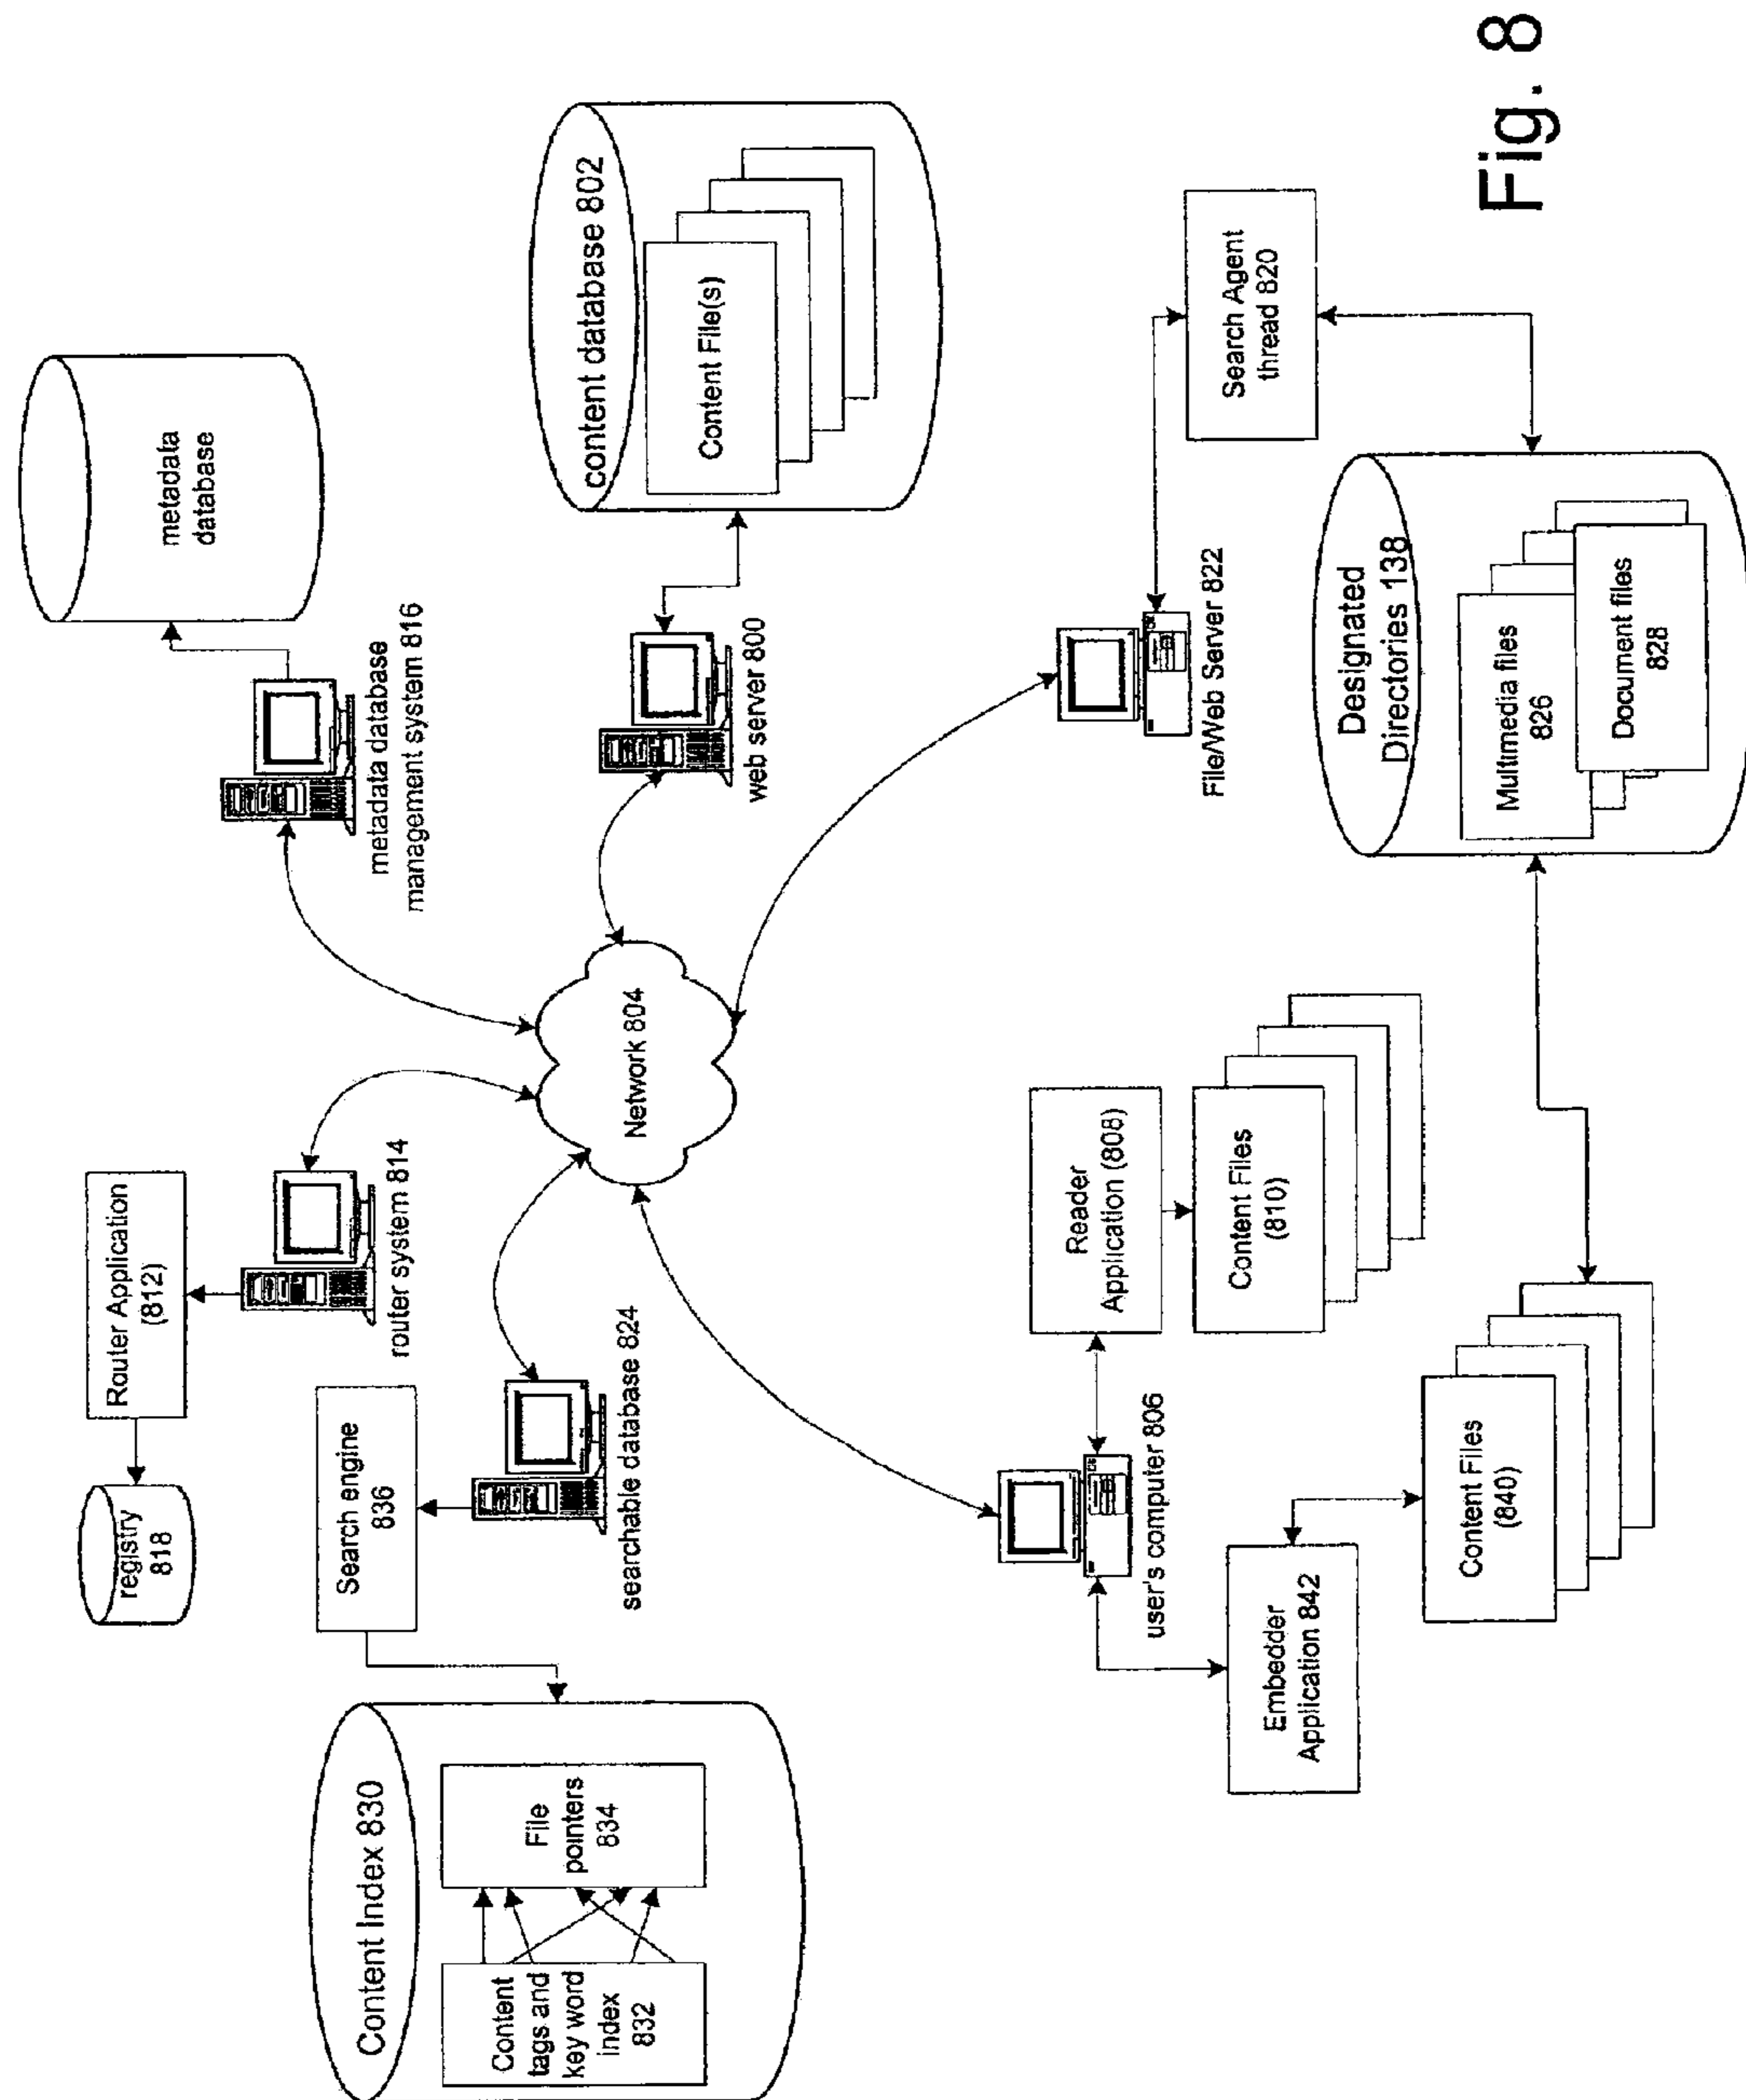 registry
818
Router Application
(812)
router system 814
metadata
database
metadata database
management system 816
Search engine
836
searchable database 824
Network 804
web server 800
content database 802
Content File(s)
Content Index 830
Content
tags and
key word
index
832
File
pointers
834
user's computer 806
Reader
Application (808)
Content Files
(810)
File/Web Server 822
Search Agent
thread 820
Embedder
Application 842
Content Files
(840)
Designated
Directories 138
Multimedia files
826
Document files
828
Fig. 8